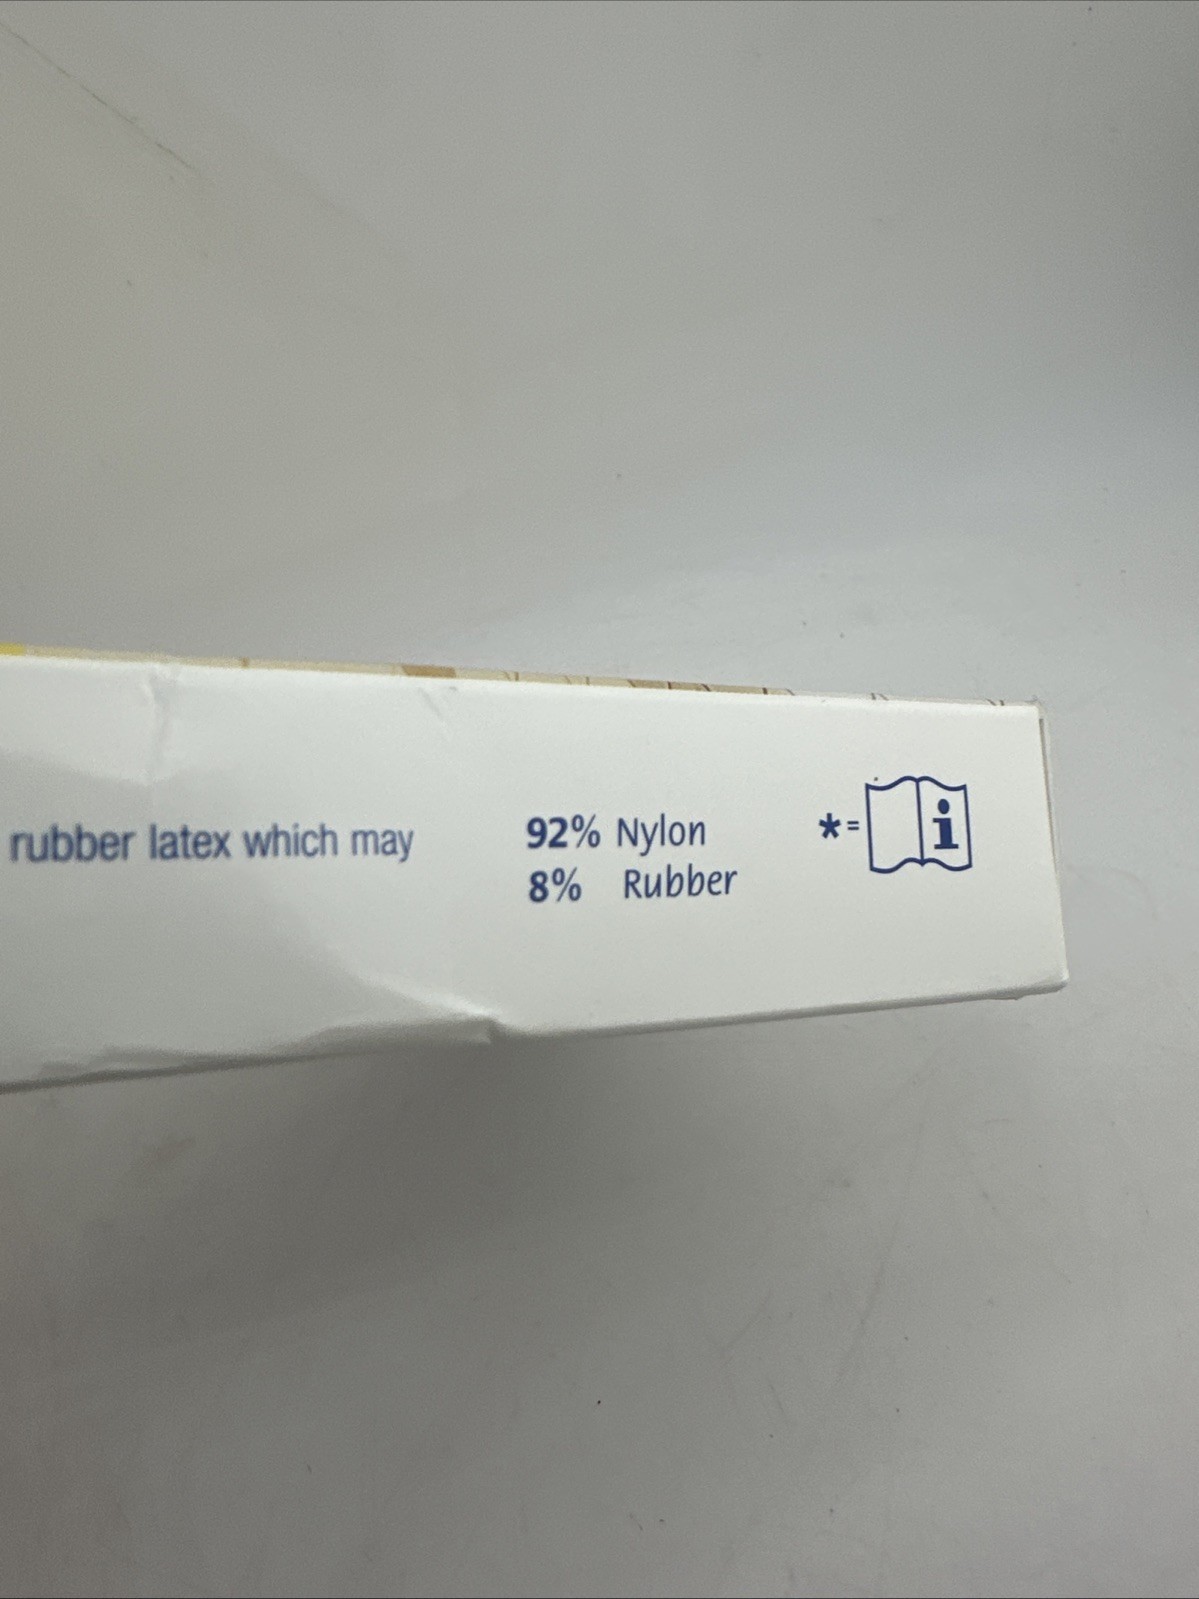 rubber latex which may
92% Nylon
8% Rubber
*= i